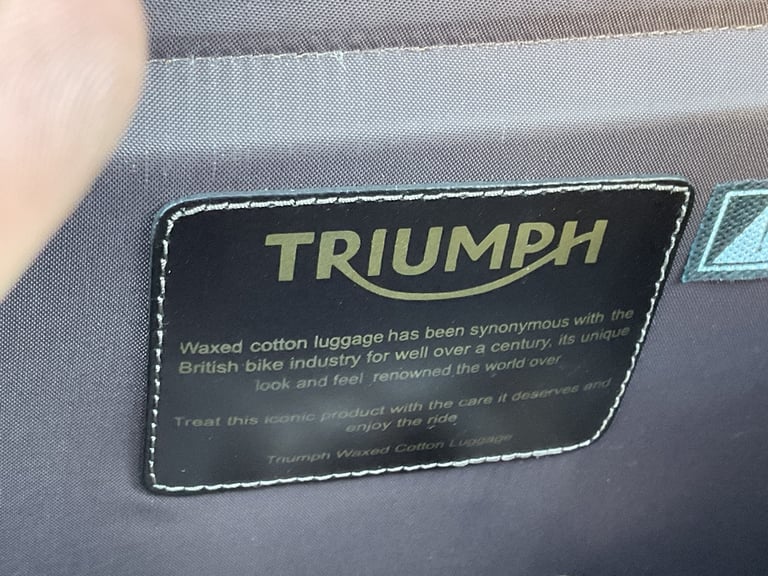 TRIUMPH
Waxed cotton luggage has been synonymous with the
British bike industry for well over a century, its unique
look and feel renowned the world over
Treat this iconic product with the care it deserves and
enjoy the ride
Triumph Waxed Cotton Luggage